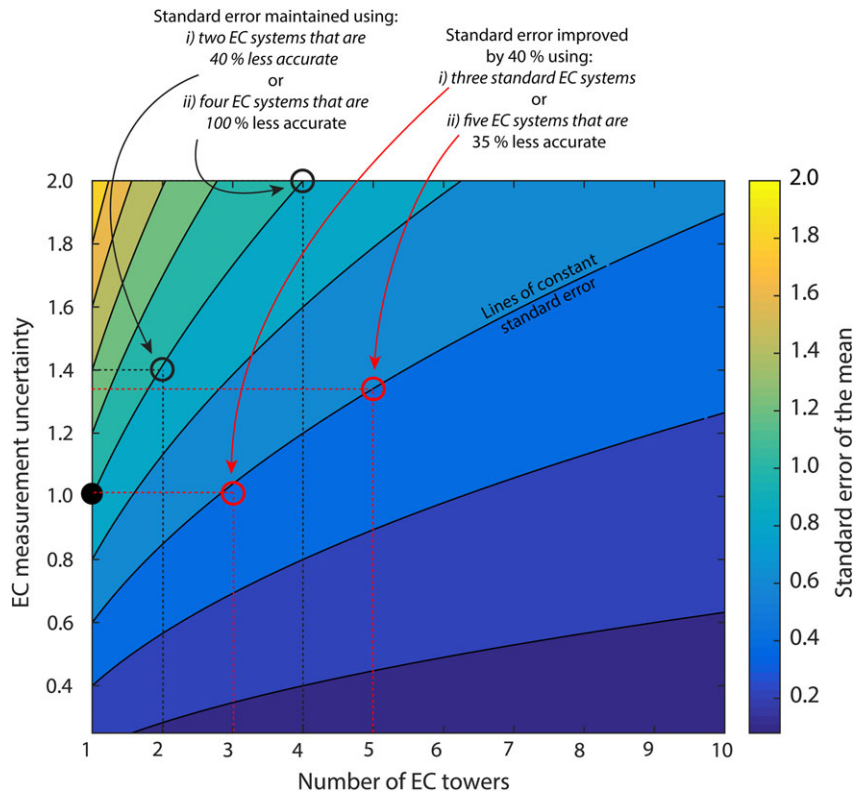 Standard error maintained using:
i) two EC systems that are
40 % less accurate
or
ii) four EC systems that are
100 % less accurate
Standard error improved
by 40 % using:
i) three standard EC systems
or
ii) five EC systems that are
35 % less accurate
2.0
1.8
1.6
1.4
1.2
1.0
0.8
0.6
0.4
EC measurement uncertainty
Lines of constant
standard error
1
2
3
4
5
6
7
8
9
10
Number of EC towers
2.0
1.8
1.6
1.4
1.2
1.0
0.8
0.6
0.4
0.2
Standard error of the mean